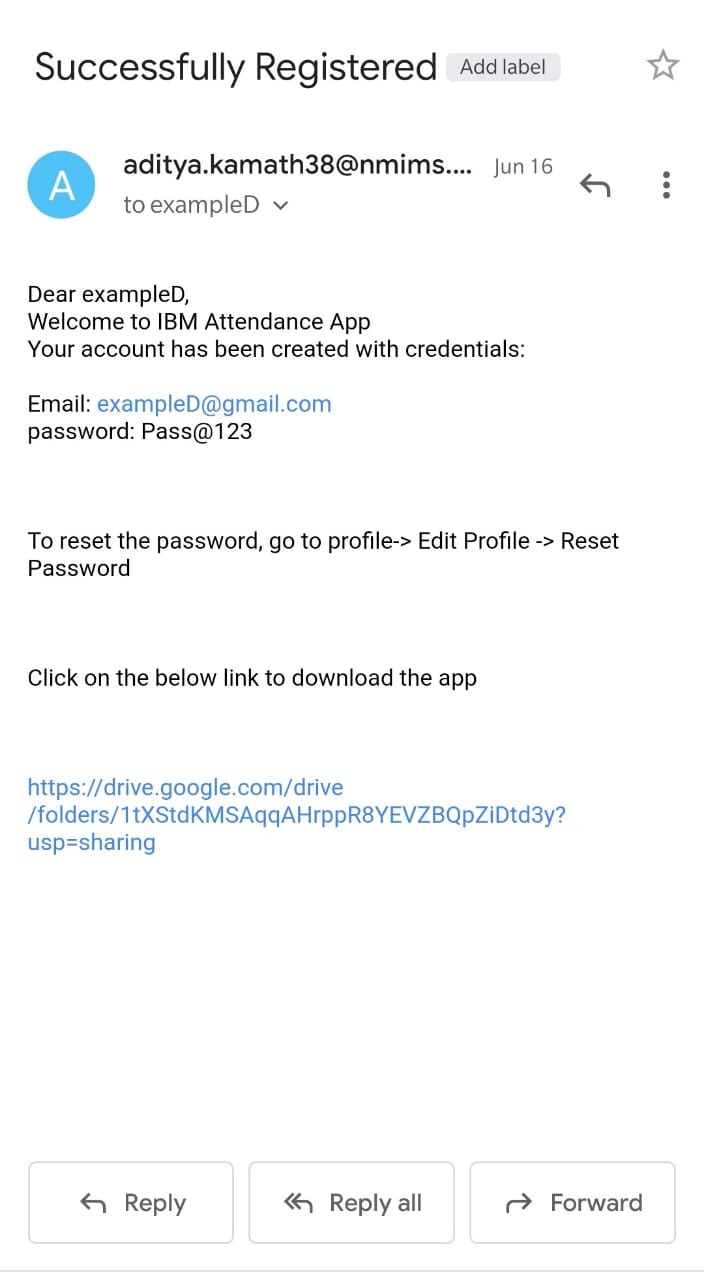 Successfully Registered Add label
A
aditya.kamath38@nmims.... Jun 16
to exampleD
Dear exampleD,
Welcome to IBM Attendance App
Your account has been created with credentials:
Email: exampleD@gmail.com
password: Pass@123
To reset the password, go to profile-> Edit Profile -> Reset
Password
Click on the below link to download the app
https://drive.google.com/drive
/folders/1tXStdKMSAqqAHrppR8YEVZBQpZiDtd3y?
usp=sharing
Reply Reply all Forward